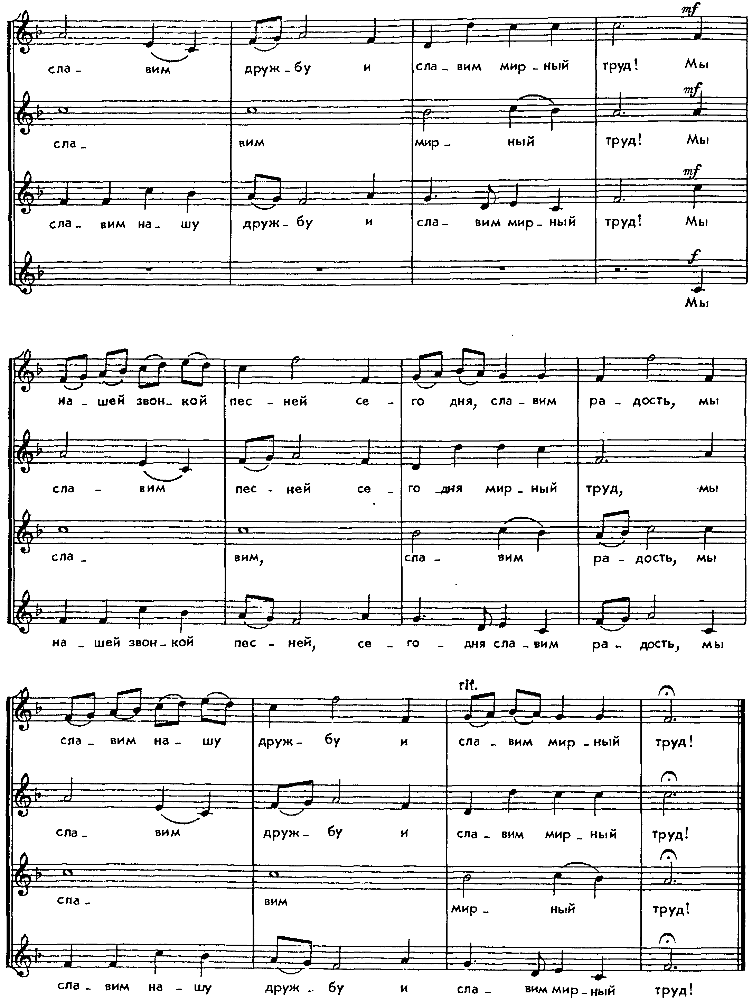 mf
сла - вим друж - бу и сла - вим мир - ный труд! Мы
mf
сла - вим мир - ный труд! Мы
mf
сла - вим на - шу друж - бу и сла - вим мир - ный труд! Мы
f
Мы
на - шей звон - кой пес - ней се - го дня, сла - вим ра - дость, мы
сла - вим пес - ней се - го - дня мир - ный труд, мы
сла - вим, сла - вим ра - дость, мы
на - шей звон - кой пес - ней, се - го - дня сла - вим ра - дость, мы
rit.
сла - вим на - шу друж - бу и сла - вим мир - ный труд!
сла - вим друж - бу и сла - вим мир - ный труд!
сла - вим мир - ный труд!
сла - вим на - шу друж - бу и сла - вим мир - ный труд!